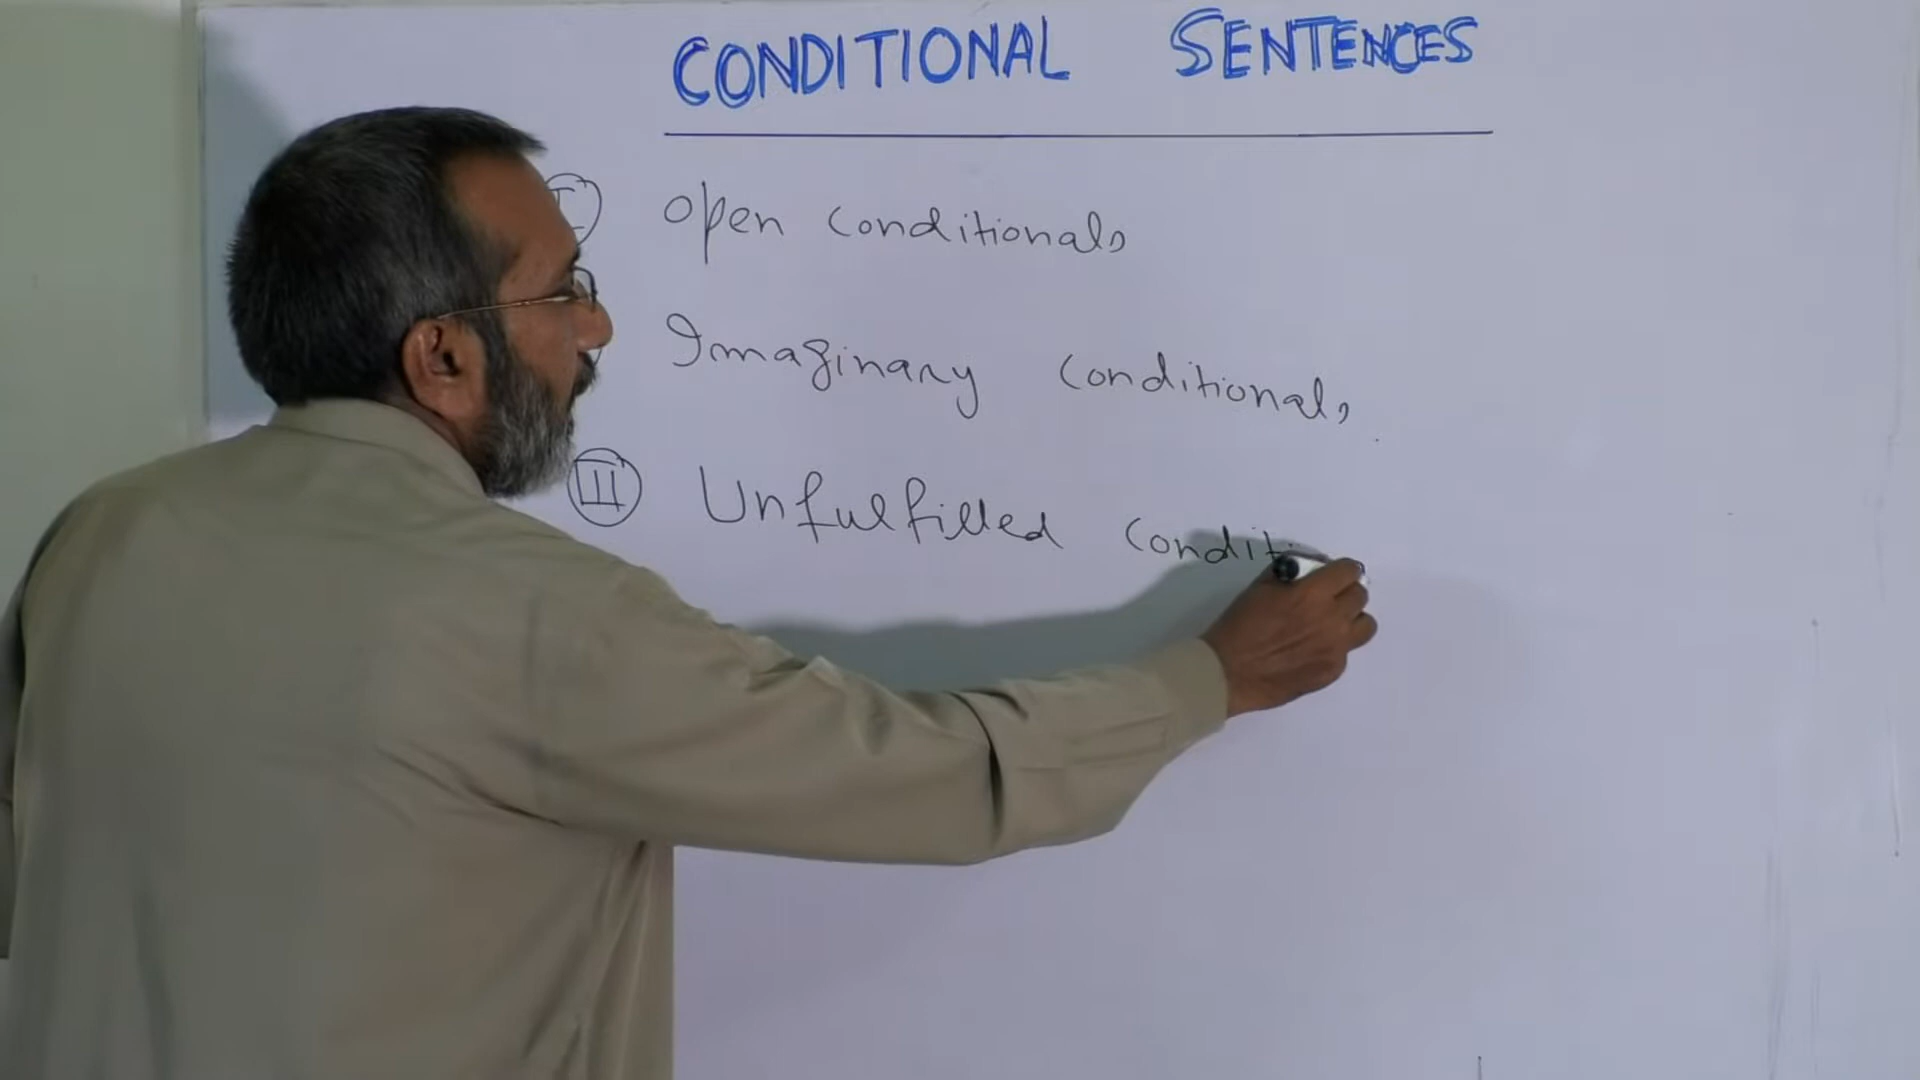 CONDITIONAL SENTENCES
I Open Conditionals
Imaginary Conditionals
III Unfulfilled Condit